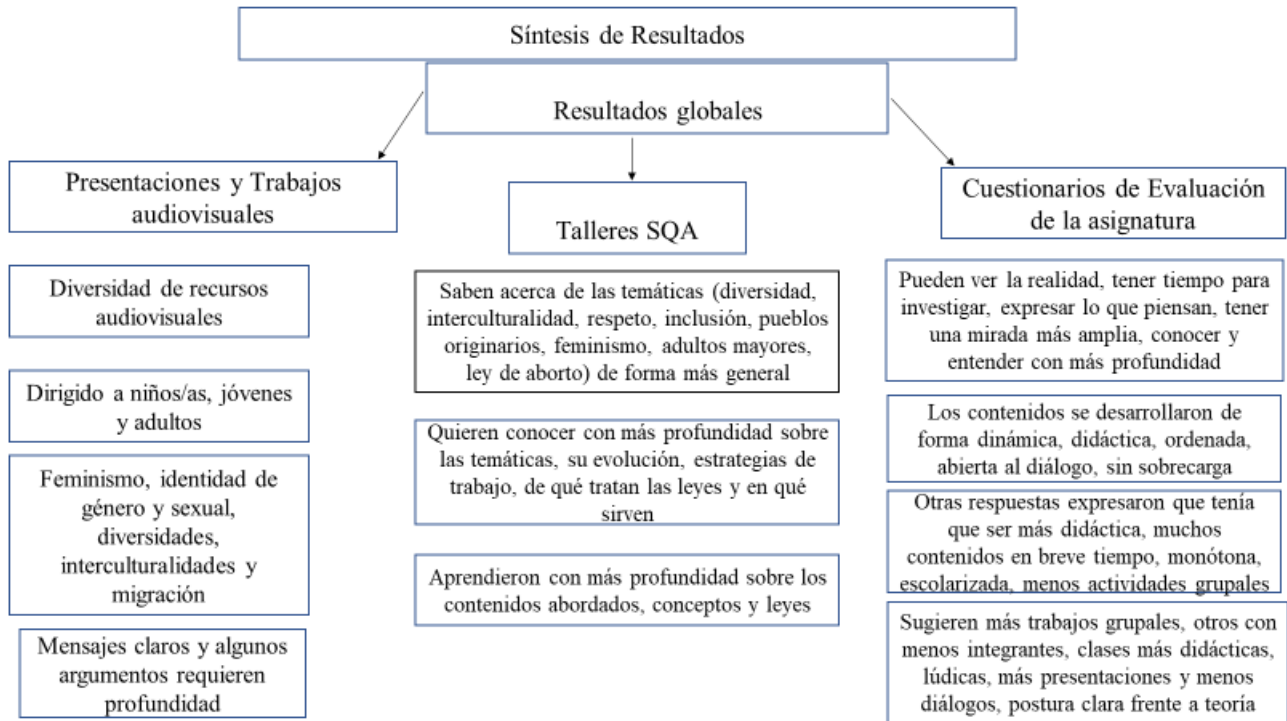 Síntesis de Resultados
Resultados globales
Presentaciones y Trabajos
audiovisuales
Diversidad de recursos
audiovisuales
Dirigido a niños/as, jóvenes
y adultos
Feminismo, identidad de
género y sexual,
diversidades,
interculturalidades y
migración
Mensajes claros y algunos
argumentos requieren
profundidad
Talleres SQA
Saben acerca de las temáticas (diversidad,
interculturalidad, respeto, inclusión, pueblos
originarios, feminismo, adultos mayores,
ley de aborto) de forma más general
Quieren conocer con más profundidad sobre
las temáticas, su evolución, estrategias de
trabajo, de qué tratan las leyes y en qué
sirven
Aprendieron con más profundidad sobre los
contenidos abordados, conceptos y leyes
Cuestionarios de Evaluación
de la asignatura
Pueden ver la realidad, tener tiempo para
investigar, expresar lo que piensan, tener
una mirada más amplia, conocer y
entender con más profundidad
Los contenidos se desarrollaron de
forma dinámica, didáctica, ordenada,
abierta al diálogo, sin sobrecarga
Otras respuestas expresaron que tenía
que ser más didáctica, muchos
contenidos en breve tiempo, monótona,
escolarizada, menos actividades grupales
Sugieren más trabajos grupales, otros con
menos integrantes, clases más didácticas,
lúdicas, más presentaciones y menos
diálogos, postura clara frente a teoría